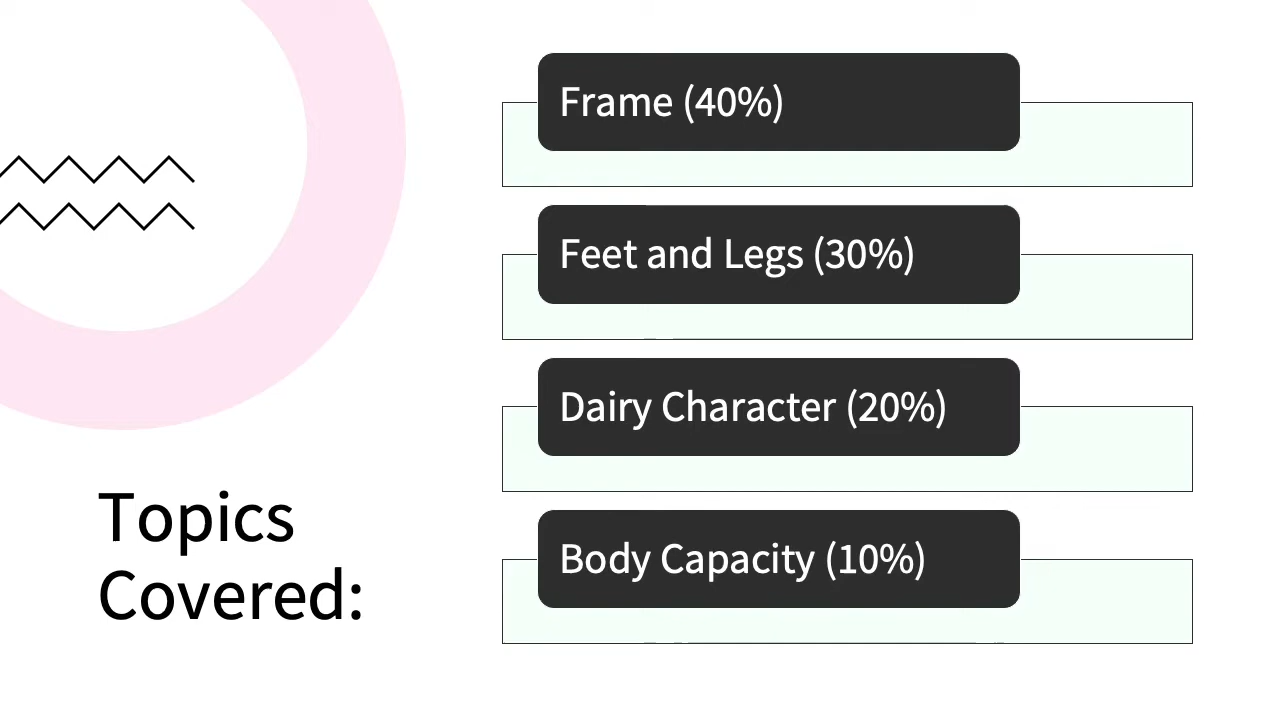 Topics
Covered:
Frame (40%)
Feet and Legs (30%)
Dairy Character (20%)
Body Capacity (10%)